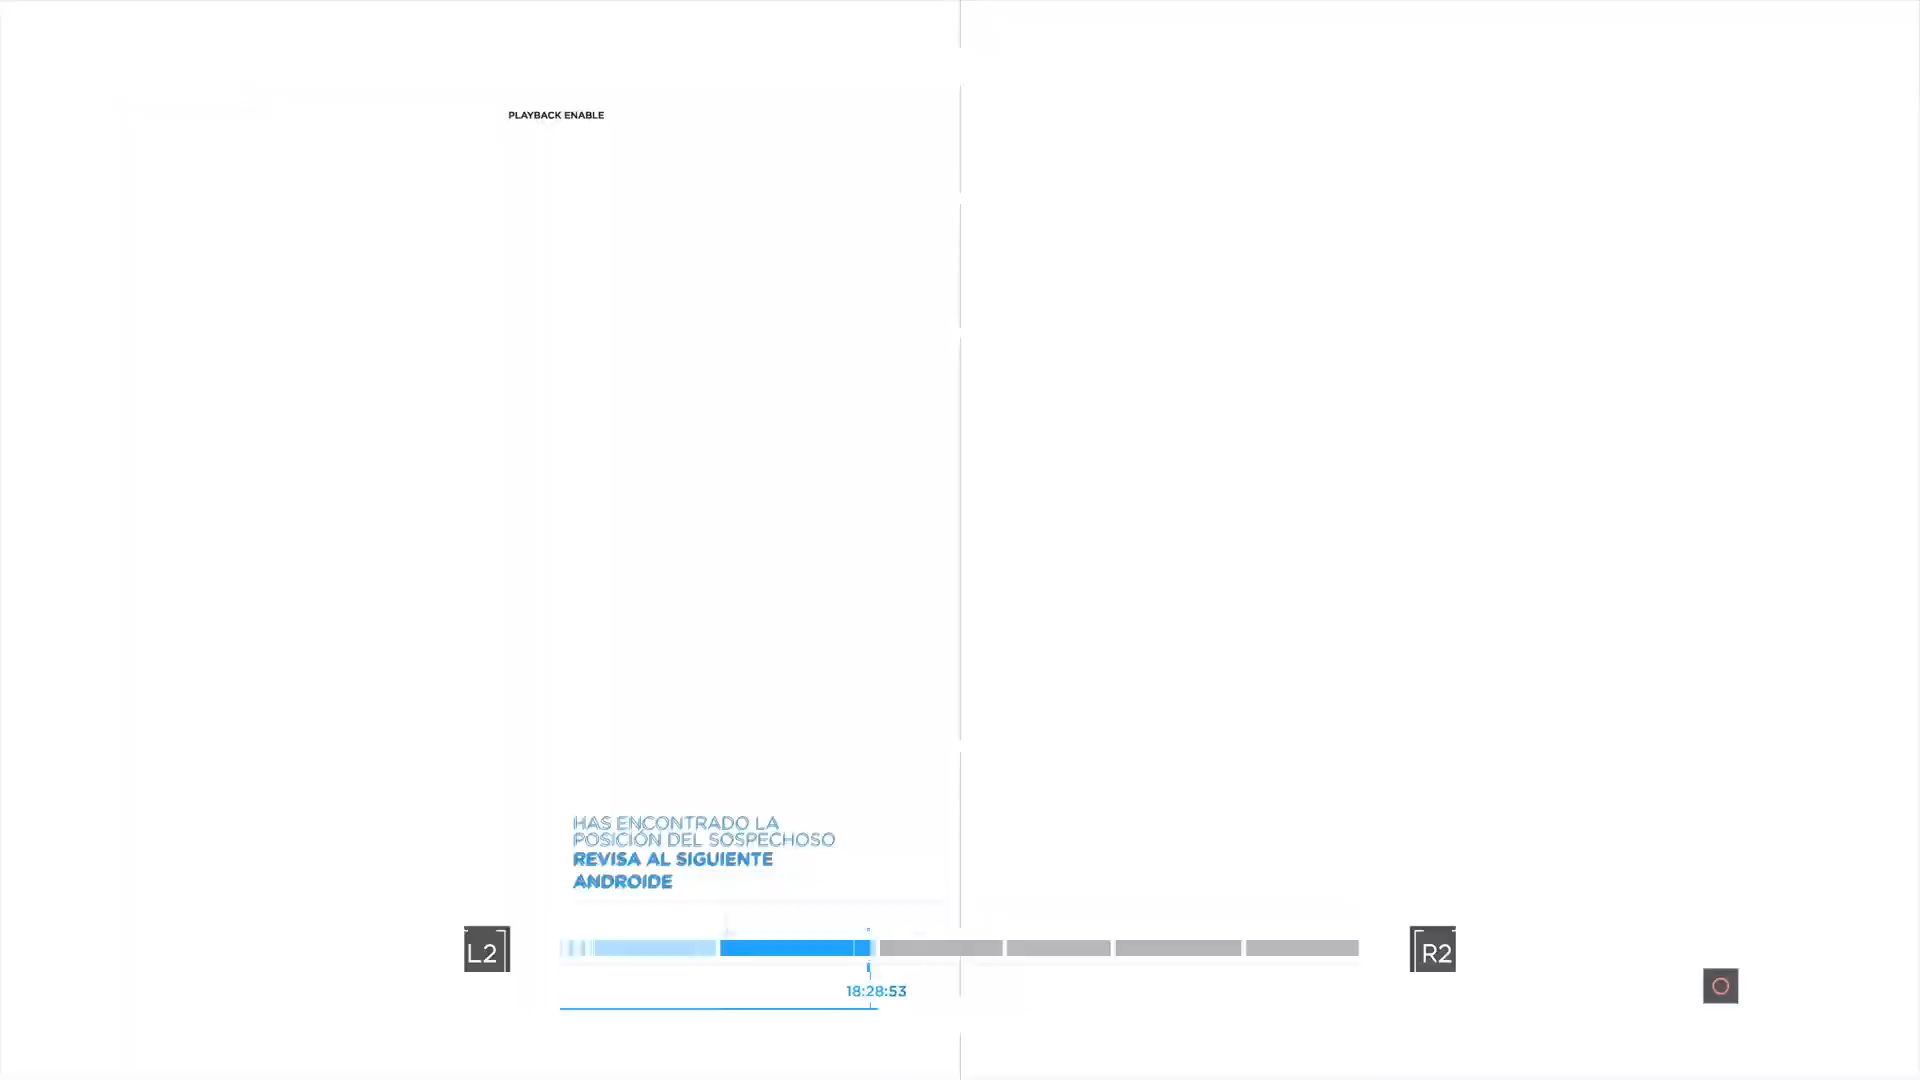 PLAYBACK ENABLE
HAS ENCONTRADO LA
POSICIÓN DEL SOSPECHOSO
REVISA AL SIGUIENTE
ANDROIDE
L2
R2
18:28:53